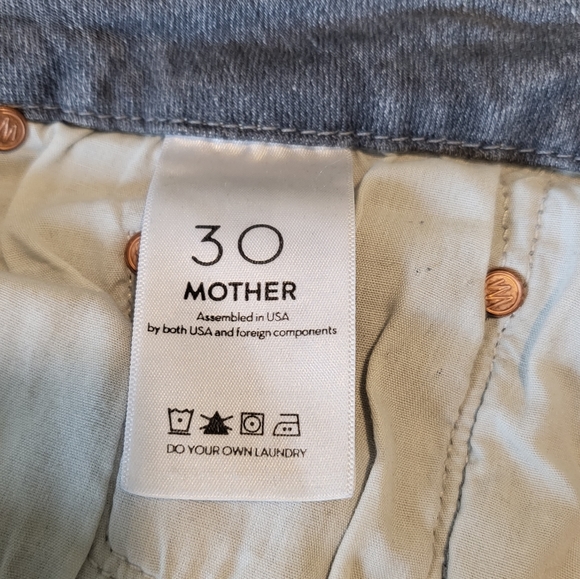 30
MOTHER
Assembled in USA
by both USA and foreign components
DO YOUR OWN LAUNDRY